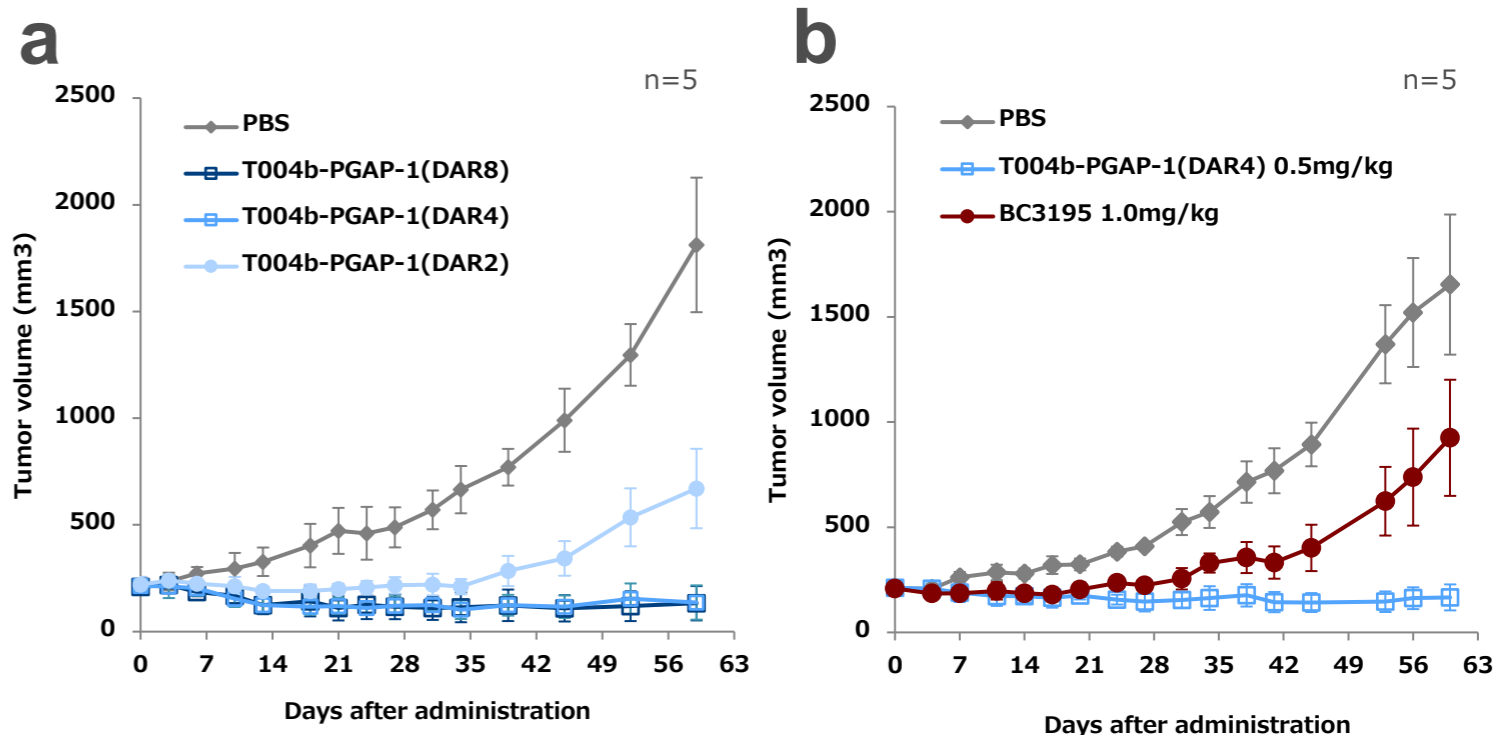 a
n=5
2500
2000
1500
1000
500
0
Tumor volume (mm3)
PBS
T004b-PGAP-1(DAR8)
T004b-PGAP-1(DAR4)
T004b-PGAP-1(DAR2)
0 7 14 21 28 35 42 49 56 63
Days after administration
b
n=5
2500
2000
1500
1000
500
0
Tumor volume (mm3)
PBS
T004b-PGAP-1(DAR4) 0.5mg/kg
BC3195 1.0mg/kg
0 7 14 21 28 35 42 49 56 63
Days after administration